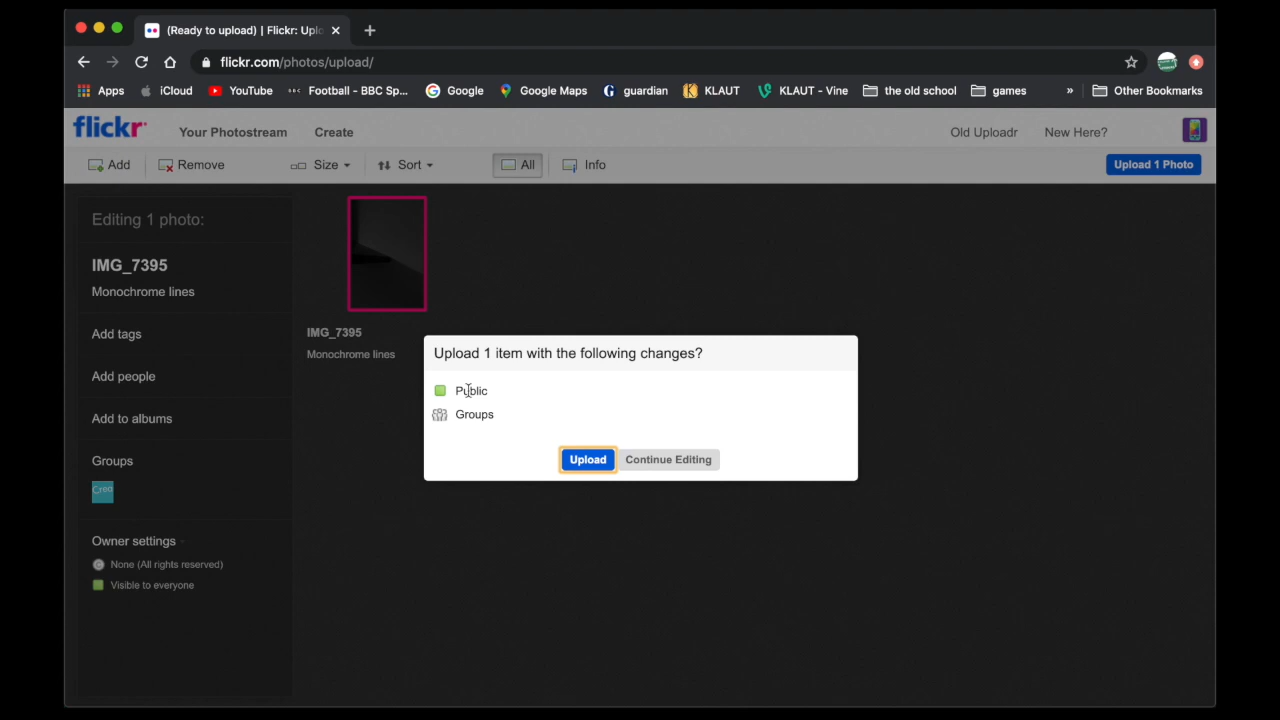 (Ready to upload) | Flickr: Uplo
flickr.com/photos/upload/
Apps iCloud YouTube Football - BBC Sp... Google Google Maps guardian KLAUT KLAUT - Vine the old school games » Other Bookmarks
flickr Your Photostream Create Old Uploadr New Here?
Add Remove Size Sort All Info Upload 1 Photo
Editing 1 photo:
IMG_7395
Monochrome lines
Add tags
Add people
Add to albums
Groups
Crea
Owner settings
None (All rights reserved)
Visible to everyone
IMG_7395
Monochrome lines
Upload 1 item with the following changes?
Public
Groups
Upload Continue Editing